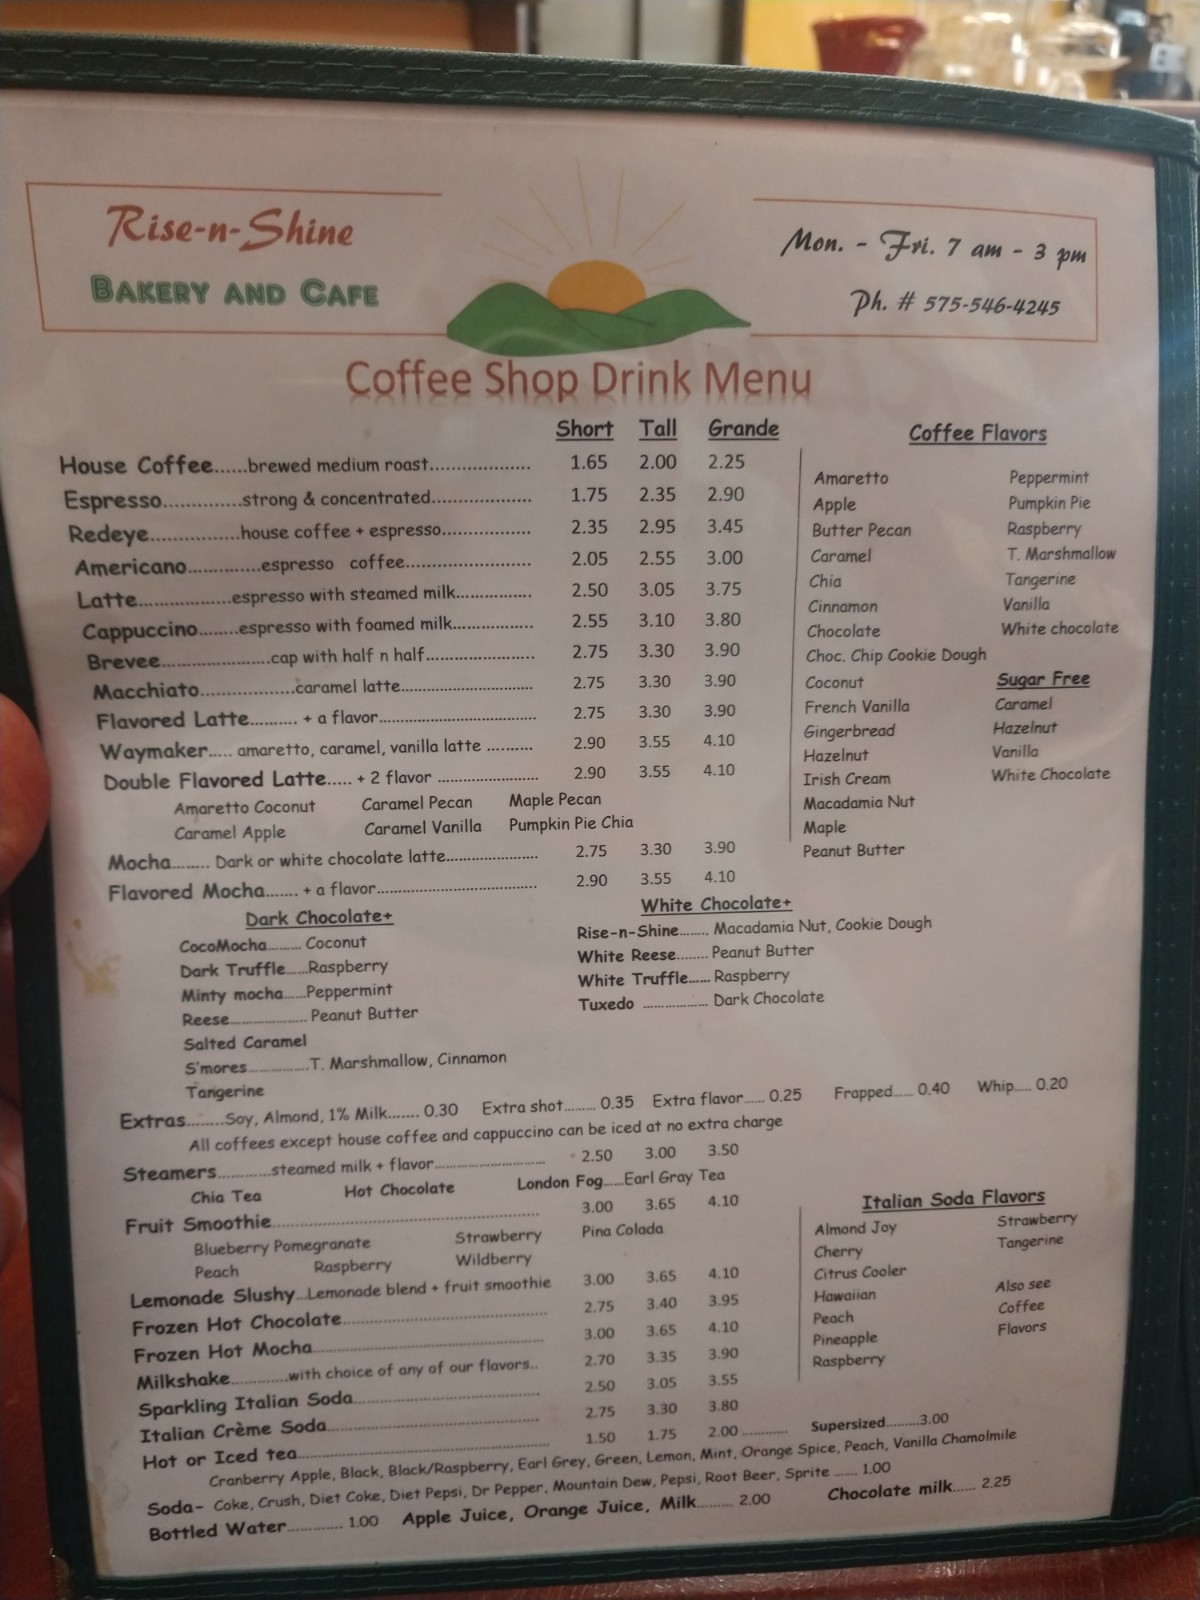 Rise-n-Shine
Bakery and Cafe
Mon. - Fri. 7 am - 3 pm
Ph. # 575-546-4245
Coffee Shop Drink Menu
Short Tall Grande
House Coffee......brewed medium roast.................... 1.65 2.00 2.25
Espresso...............strong & concentrated.................... 1.75 2.35 2.90
Redeye.................house coffee + espresso.................. 2.35 2.95 3.45
Americano..............espresso coffee......................... 2.05 2.55 3.00
Latte...................espresso with steamed milk............... 2.50 3.05 3.75
Cappuccino........espresso with foamed milk................ 2.55 3.10 3.80
Brevee......................cap with half n half...................... 2.75 3.30 3.90
Macchiato...................caramel latte........................... 2.75 3.30 3.90
Flavored Latte.......... + a flavor................................ 2.75 3.30 3.90
Waymaker..... amaretto, caramel, vanilla latte .......... 2.90 3.55 4.10
Double Flavored Latte..... + 2 flavor ..................... 2.90 3.55 4.10
Amaretto Coconut Caramel Pecan Maple Pecan
Caramel Apple Caramel Vanilla Pumpkin Pie Chia
Mocha........ Dark or white chocolate latte................... 2.75 3.30 3.90
Flavored Mocha....... + a flavor................................ 2.90 3.55 4.10
Coffee Flavors
Amaretto
Apple
Butter Pecan
Caramel
Chia
Cinnamon
Chocolate
Choc. Chip Cookie Dough
Coconut
French Vanilla
Gingerbread
Hazelnut
Irish Cream
Macadamia Nut
Maple
Peanut Butter
Peppermint
Pumpkin Pie
Raspberry
T. Marshmallow
Tangerine
Vanilla
White chocolate
Sugar Free
Caramel
Hazelnut
Vanilla
White Chocolate
Dark Chocolate+
CocoMocha......... Coconut
Dark Truffle......Raspberry
Minty mocha......Peppermint
Reese..................... Peanut Butter
Salted Caramel
S'mores.................T. Marshmallow, Cinnamon
Tangerine
White Chocolate+
Rise-n-Shine........ Macadamia Nut, Cookie Dough
White Reese........ Peanut Butter
White Truffle...... Raspberry
Tuxedo .................. Dark Chocolate
Extras........Soy, Almond, 1% Milk....... 0.30 Extra shot......... 0.35 Extra flavor...... 0.25 Frapped...... 0.40 Whip..... 0.20
All coffees except house coffee and cappuccino can be iced at no extra charge
Steamers...........steamed milk + flavor........................ 2.50 3.00 3.50
Chia Tea Hot Chocolate London Fog......Earl Gray Tea
Fruit Smoothie..................................................... 3.00 3.65 4.10
Blueberry Pomegranate Strawberry Pina Colada
Peach Raspberry Wildberry
Lemonade Slushy...Lemonade blend + fruit smoothie 3.00 3.65 4.10
Frozen Hot Chocolate......................................... 2.75 3.40 3.95
Frozen Hot Mocha.............................................. 3.00 3.65 4.10
Milkshake.............with choice of any of our flavors.. 2.70 3.35 3.90
Sparkling Italian Soda..................................... 2.50 3.05 3.55
Italian Crème Soda.......................................... 2.75 3.30 3.80
Hot or Iced tea.................................................. 1.50 1.75 2.00 ............ Supersized.........3.00
Cranberry Apple, Black, Black/Raspberry, Earl Grey, Green, Lemon, Mint, Orange Spice, Peach, Vanilla Chamolmile
Soda- Coke, Crush, Diet Coke, Diet Pepsi, Dr Pepper, Mountain Dew, Pepsi, Root Beer, Sprite ...... 1.00
Bottled Water............. 1.00 Apple Juice, Orange Juice, Milk......... 2.00 Chocolate milk...... 2.25
Italian Soda Flavors
Almond Joy
Cherry
Citrus Cooler
Hawaiian
Peach
Pineapple
Raspberry
Strawberry
Tangerine
Also see
Coffee
Flavors